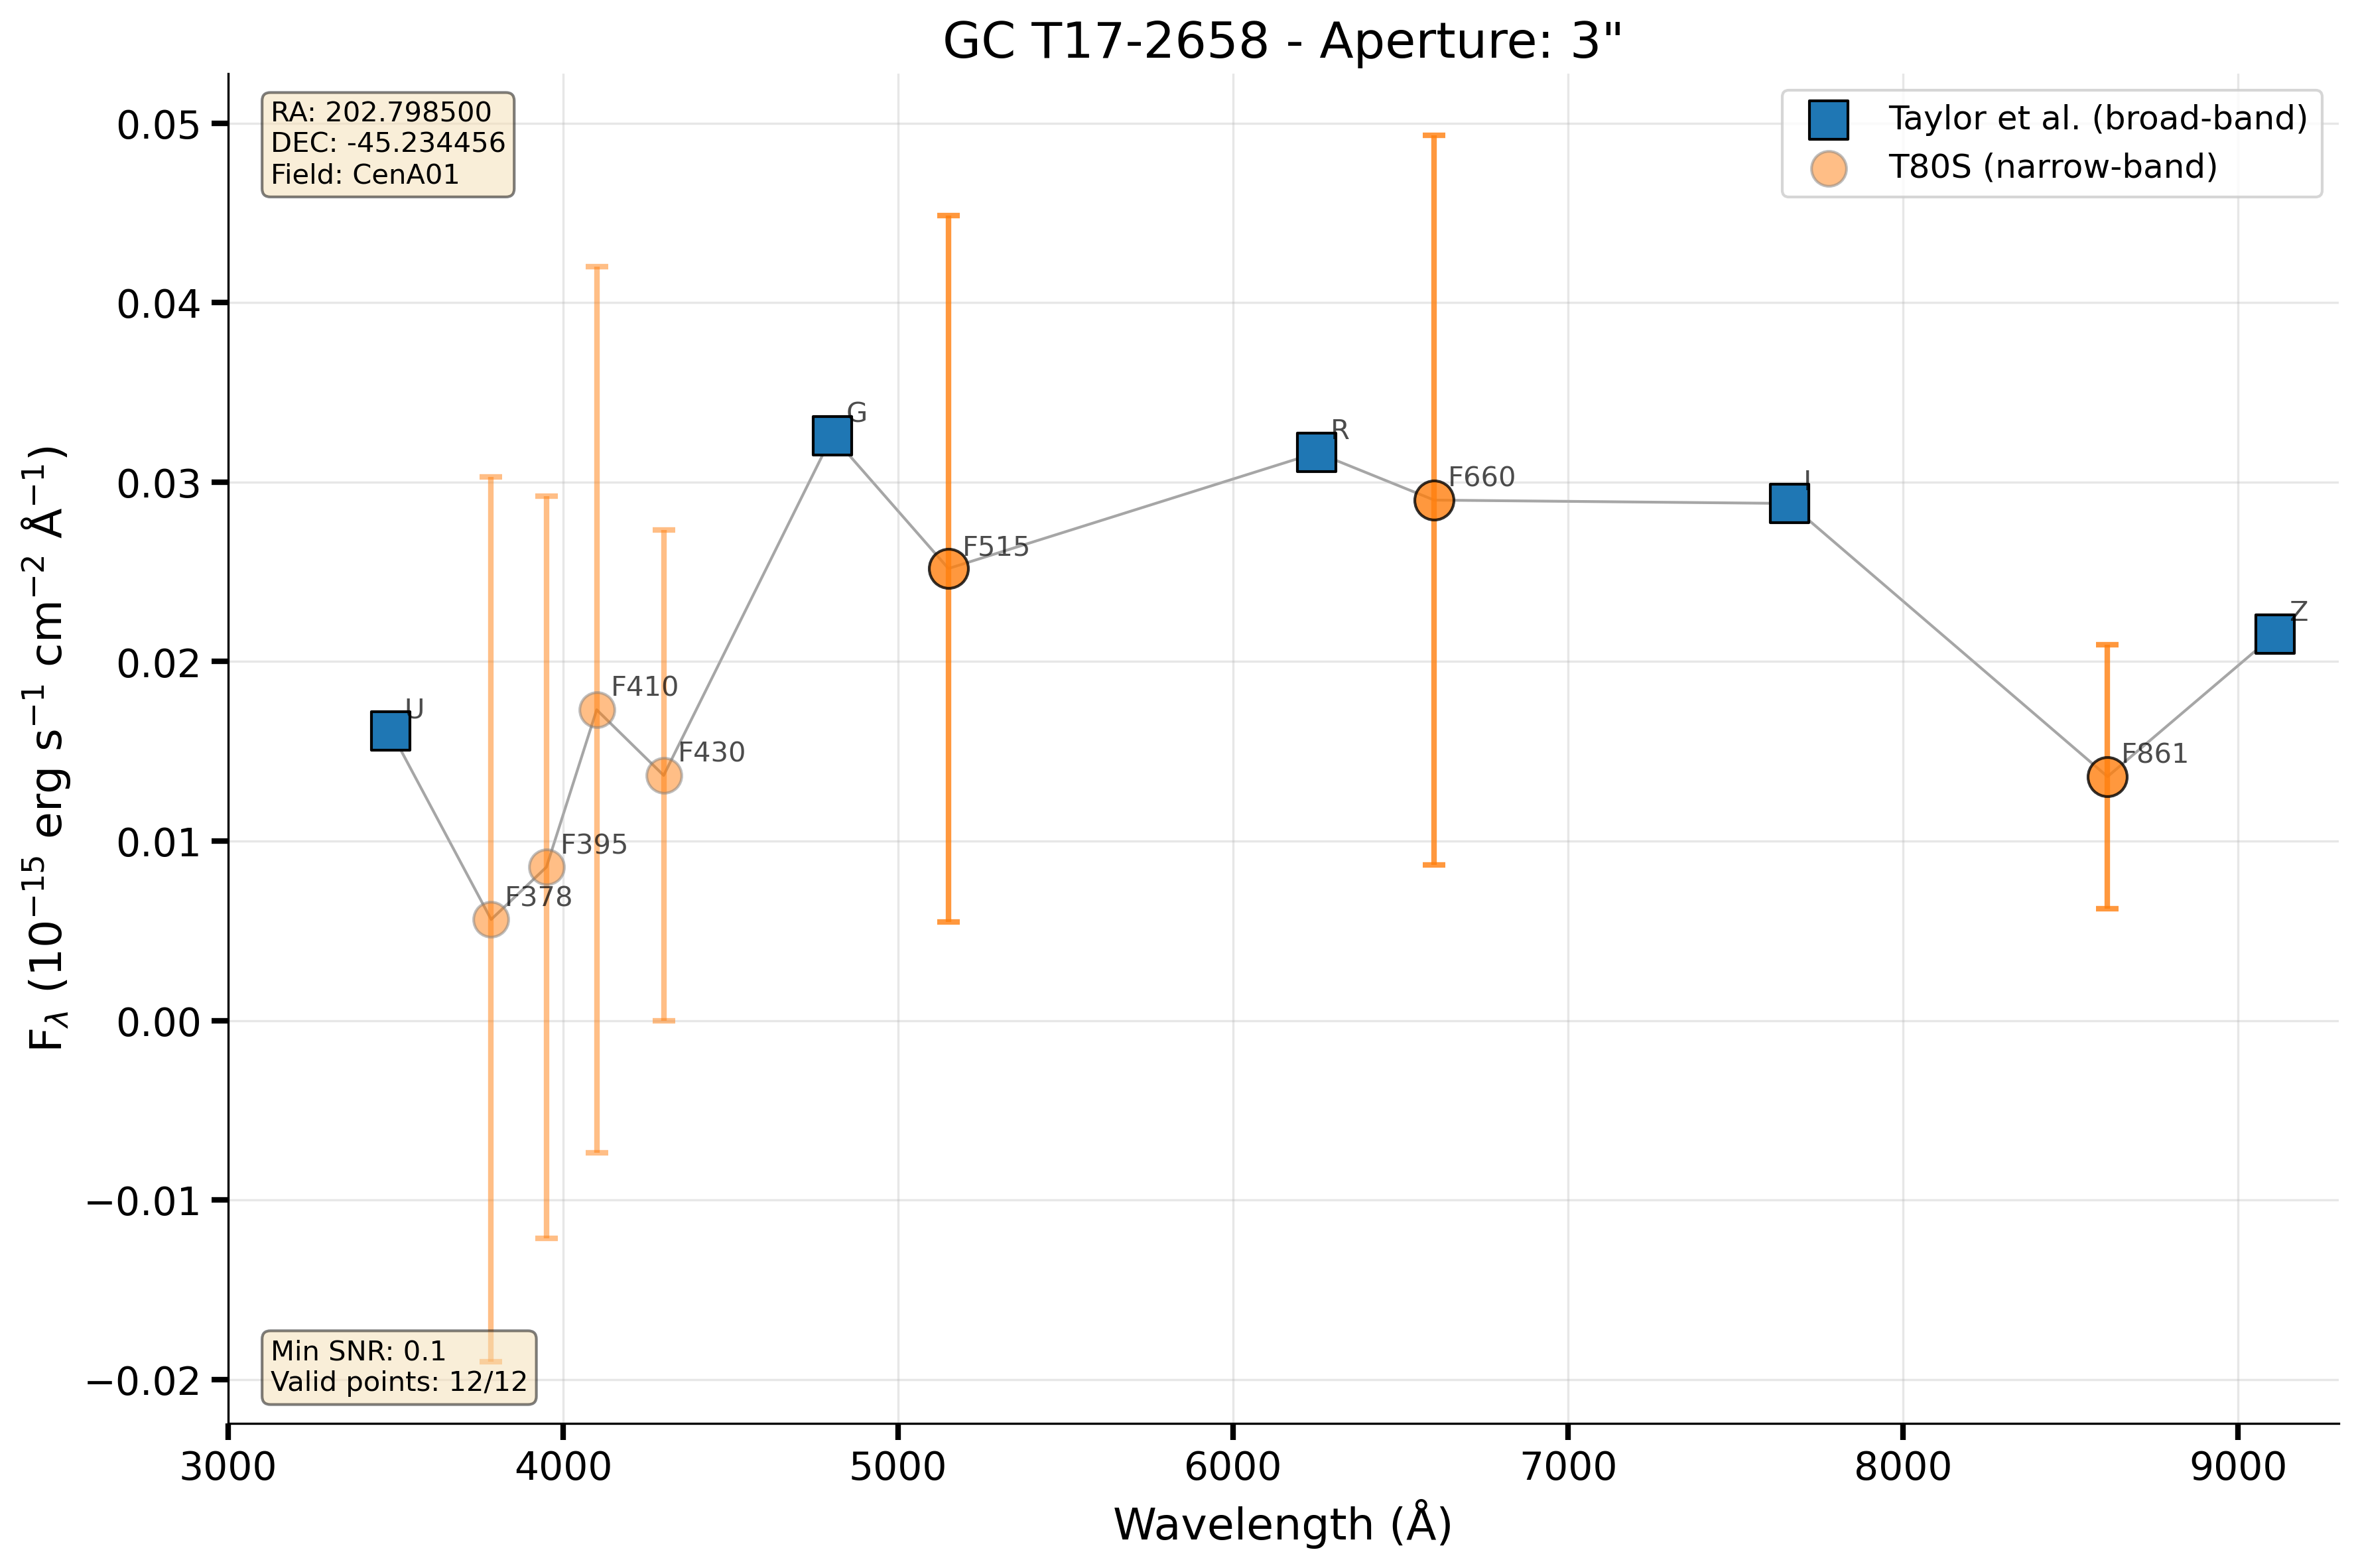 GC T17-2658 - Aperture: 3"
RA: 202.798500
DEC: -45.234456
Field: CenA01
Taylor et al. (broad-band)
T80S (narrow-band)
0.05
0.04
0.03
0.02
0.01
0.00
−0.01
−0.02
F_λ (10⁻¹⁵ erg s⁻¹ cm⁻² Å⁻¹)
U
F378
F395
F410
F430
G
F515
R
F660
I
F861
Z
Min SNR: 0.1
Valid points: 12/12
3000 4000 5000 6000 7000 8000 9000
Wavelength (Å)